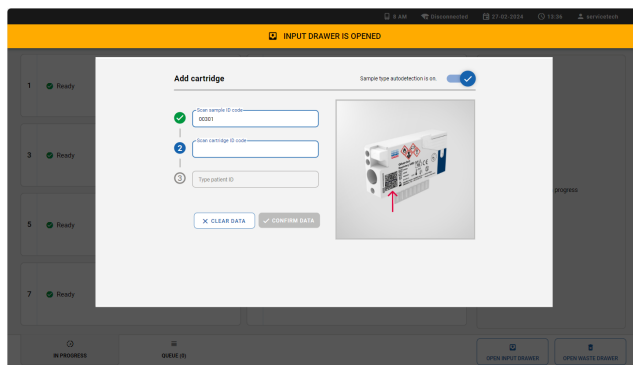 8 AM Disconnected 27-02-2024 13:36 servicetech
INPUT DRAWER IS OPENED
Add cartridge
Sample type autodetection is on.
1 Ready
Scan sample ID code
00301
2
Scan cartridge ID code
3 Ready
3
Type patient ID
progress
CLEAR DATA
CONFIRM DATA
5 Ready
7 Ready
IN PROGRESS
QUEUE (0)
OPEN INPUT DRAWER
OPEN WASTE DRAWER